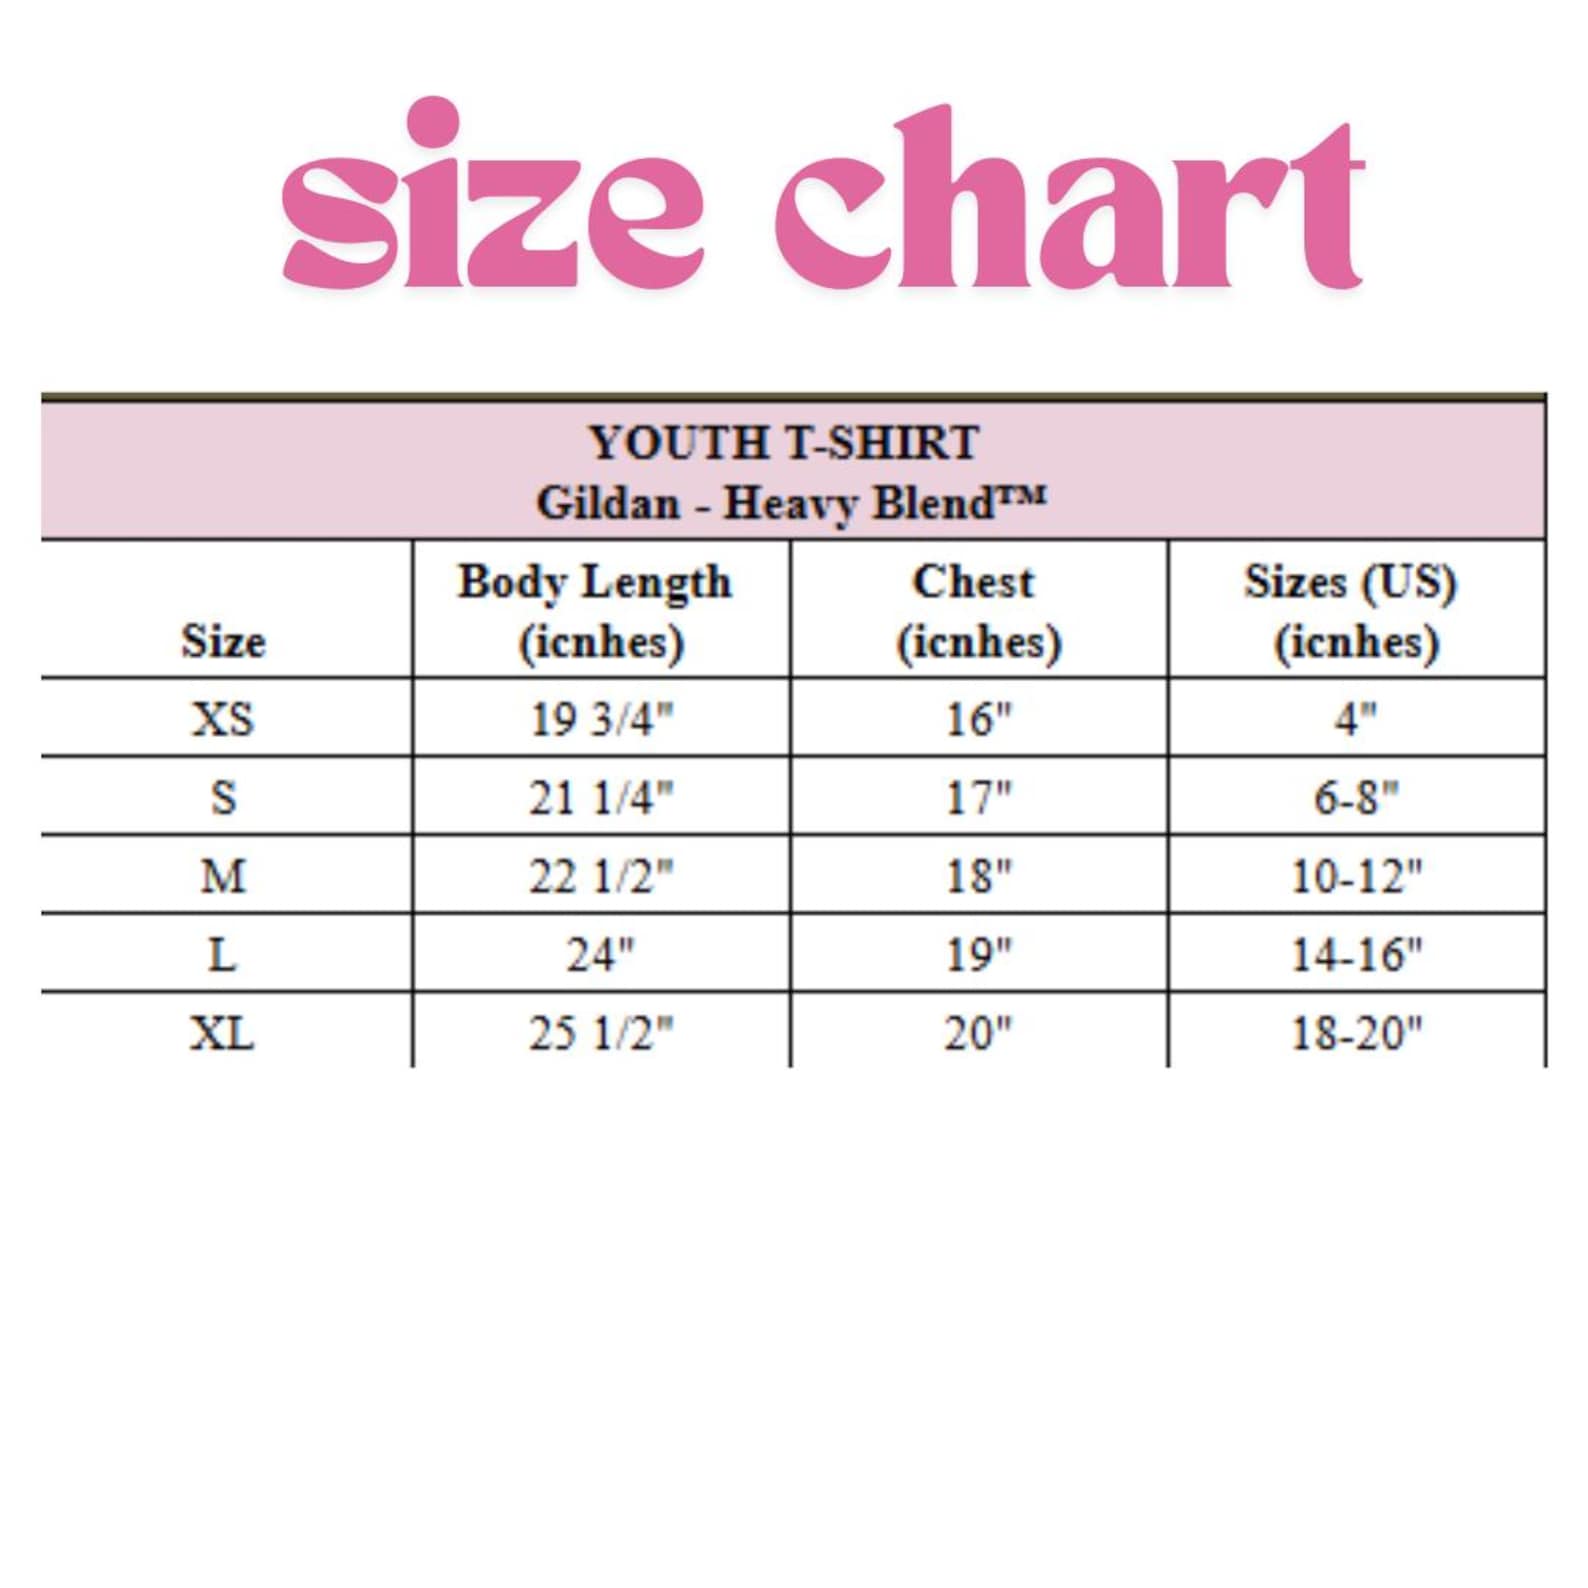 size chart
YOUTH T-SHIRT
Gildan - Heavy Blend™
Size Body Length (icnhes) Chest (icnhes) Sizes (US) (icnhes)
XS 19 3/4" 16" 4"
S 21 1/4" 17" 6-8"
M 22 1/2" 18" 10-12"
L 24" 19" 14-16"
XL 25 1/2" 20" 18-20"